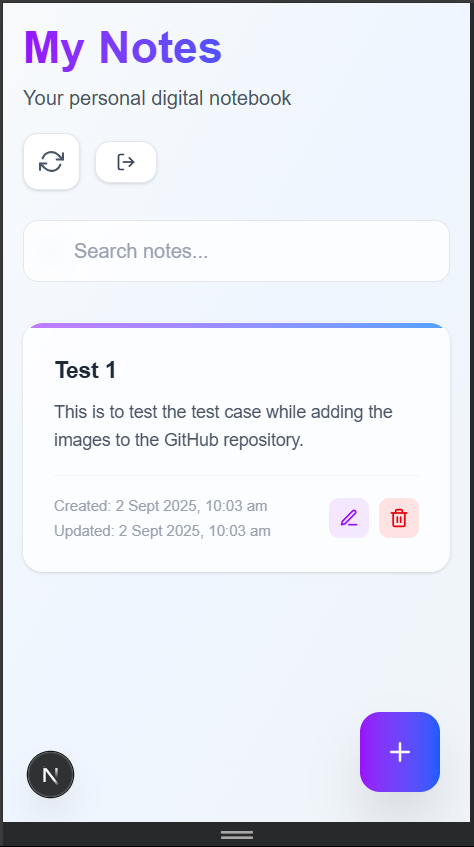 My Notes
Your personal digital notebook
Search notes...
Test 1
This is to test the test case while adding the
images to the GitHub repository.
Created: 2 Sept 2025, 10:03 am
Updated: 2 Sept 2025, 10:03 am
N